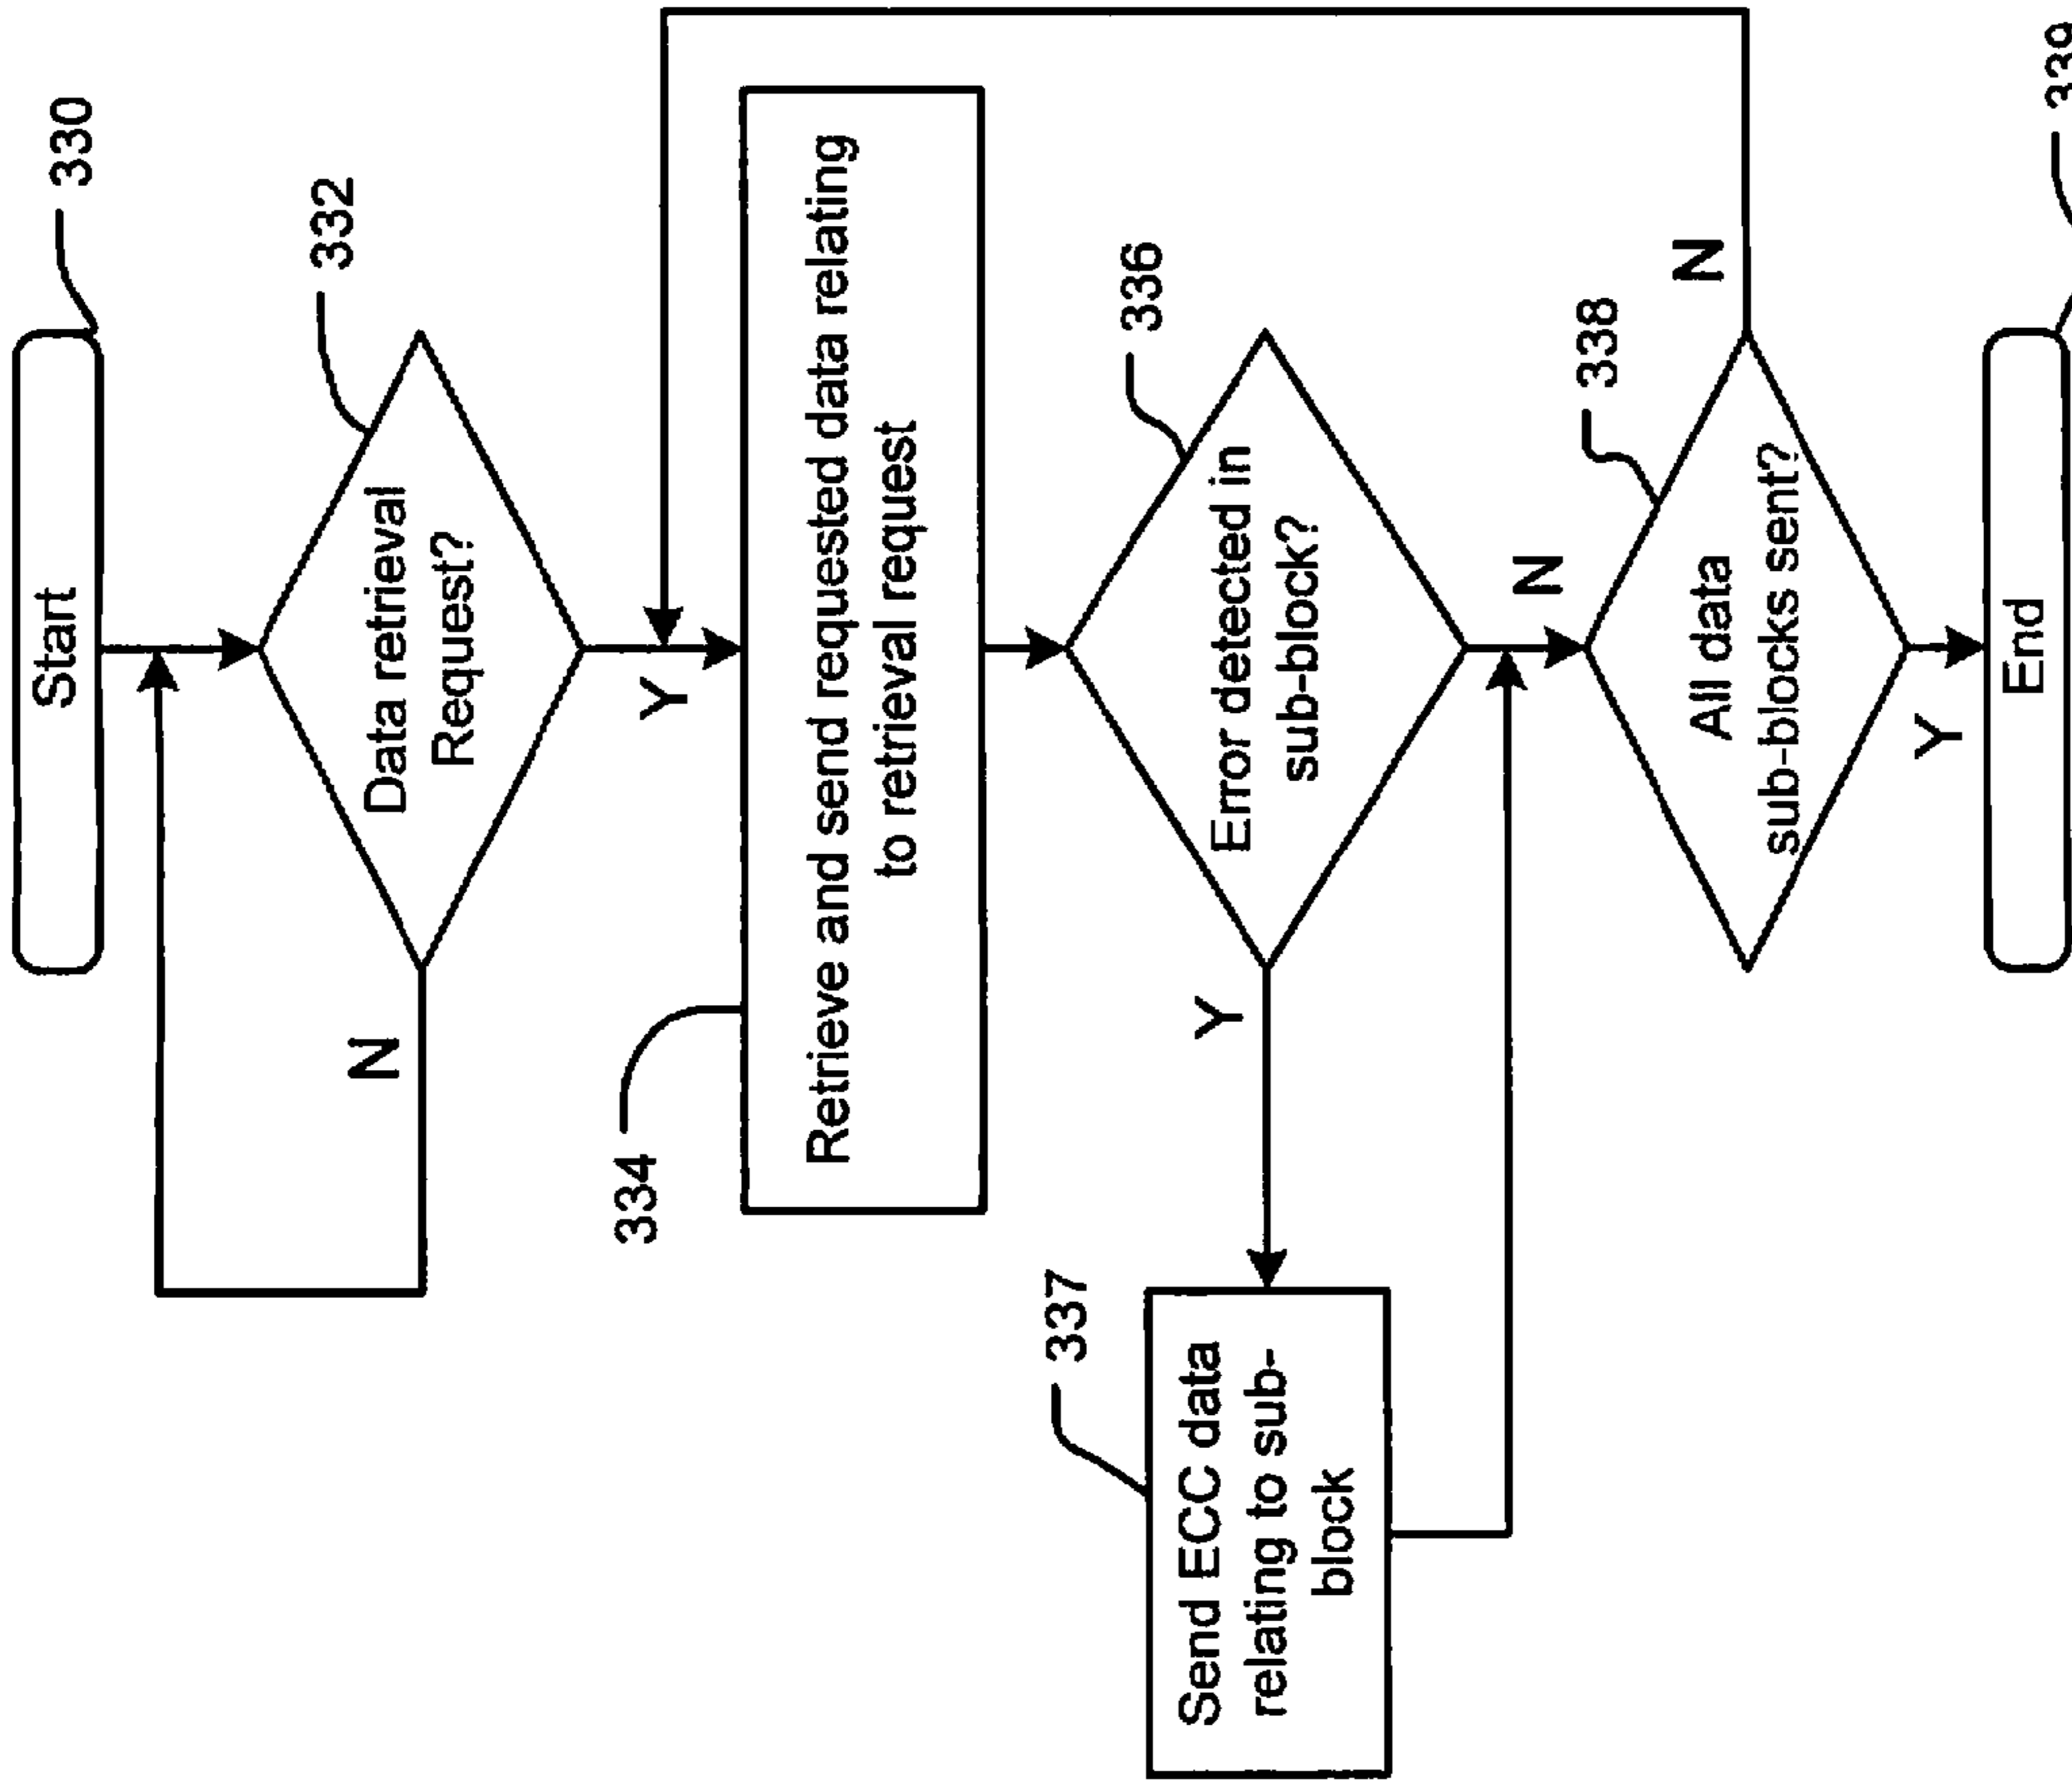 Start
330
332
Data retrieval
Request?
N
Y
334
Retrieve and send requested data relating
to retrieval request
336
Error detected in
sub-block?
Y
N
337
Send ECC data
relating to sub-
block
338
All data
sub-blocks sent?
N
Y
End
339